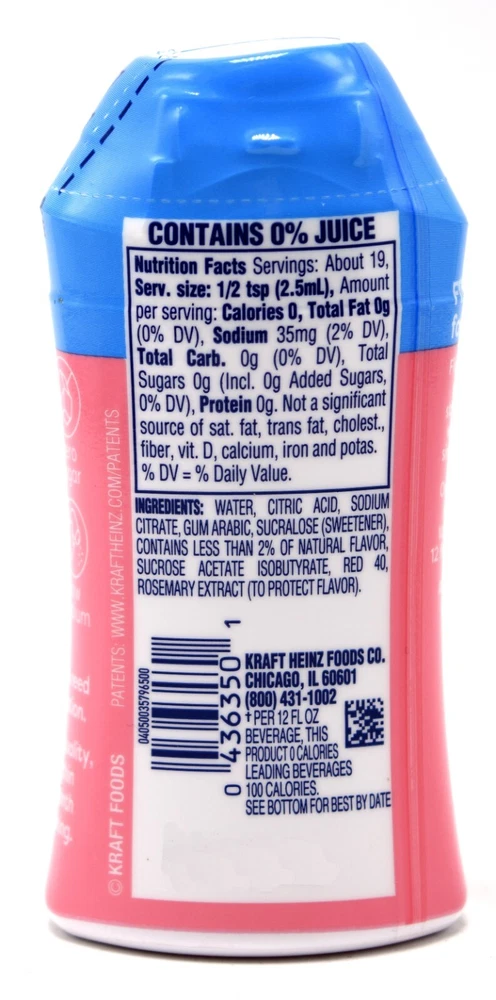 CONTAINS 0% JUICE
Nutrition Facts Servings: About 19,
Serv. size: 1/2 tsp (2.5mL), Amount
per serving: Calories 0, Total Fat 0g
(0% DV), Sodium 35mg (2% DV),
Total Carb. 0g (0% DV), Total
Sugars 0g (Incl. 0g Added Sugars,
0% DV), Protein 0g. Not a significant
source of sat. fat, trans fat, cholest.,
fiber, vit. D, calcium, iron and potas.
% DV = % Daily Value.
INGREDIENTS: WATER, CITRIC ACID, SODIUM
CITRATE, GUM ARABIC, SUCRALOSE (SWEETENER),
CONTAINS LESS THAN 2% OF NATURAL FLAVOR,
SUCROSE ACETATE ISOBUTYRATE, RED 40,
ROSEMARY EXTRACT (TO PROTECT FLAVOR).
KRAFT HEINZ FOODS CO.
CHICAGO, IL 60601
(800) 431-1002
†PER 12 FL OZ
BEVERAGE, THIS
PRODUCT 0 CALORIES
LEADING BEVERAGES
100 CALORIES.
SEE BOTTOM FOR BEST BY DATE
04050035796500
0 436350 1
PATENTS: WWW.KRAFTHEINZ.COM/PATENTS
© KRAFT FOODS